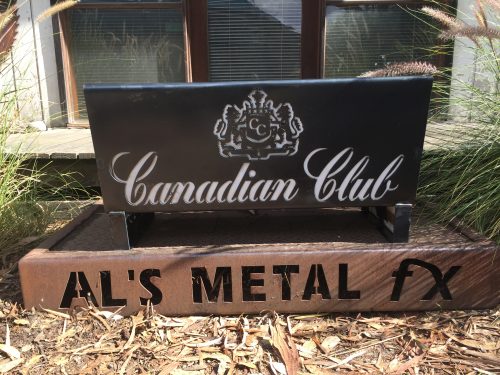 CC
Canadian Club
AL'S METAL fX